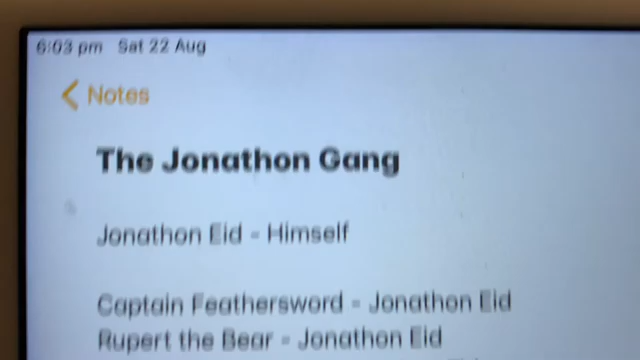 6:03 pm Sat 22 Aug
Notes
The Jonathon Gang
Jonathon Eid - Himself
Captain Feathersword - Jonathon Eid
Rupert the Bear - Jonathon Eid